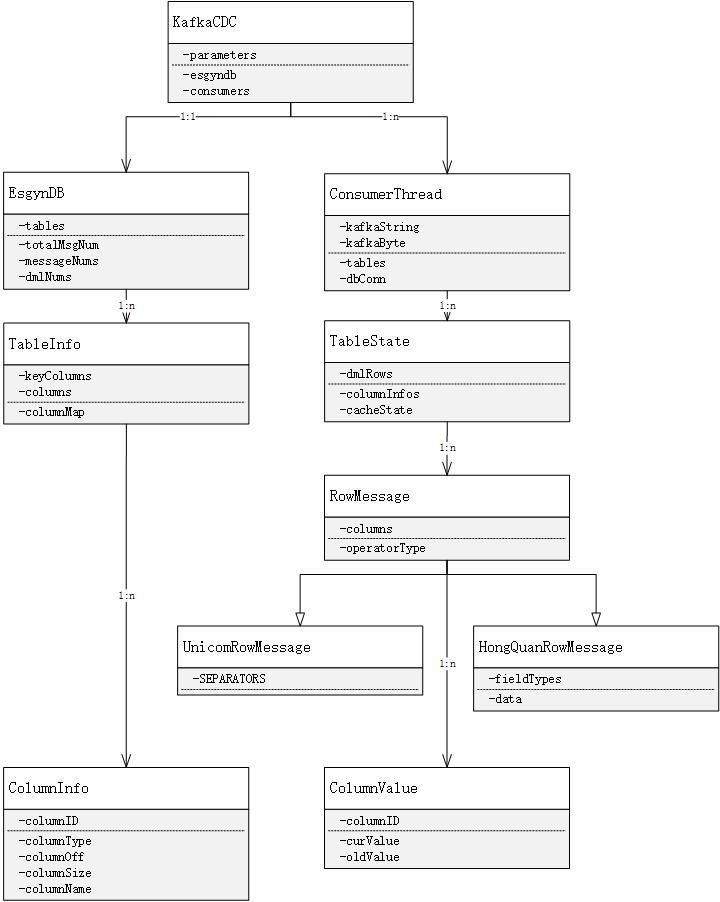 KafkaCDC
-parameters
-esgyndb
-consumers
1:1
1:n
EsgynDB
-tables
-totalMsgNum
-messageNums
-dmlNums
ConsumerThread
-kafkaString
-kafkaByte
-tables
-dbConn
1:n
1:n
TableInfo
-keyColumns
-columns
-columnMap
TableState
-dmlRows
-columnInfos
-cacheState
1:n
RowMessage
-columns
-operatorType
1:n
UnicomRowMessage
-SEPARATORS
HongQuanRowMessage
-fieldTypes
-data
1:n
ColumnInfo
-columnID
-columnType
-columnOff
-columnSize
-columnName
ColumnValue
-columnID
-curValue
-oldValue